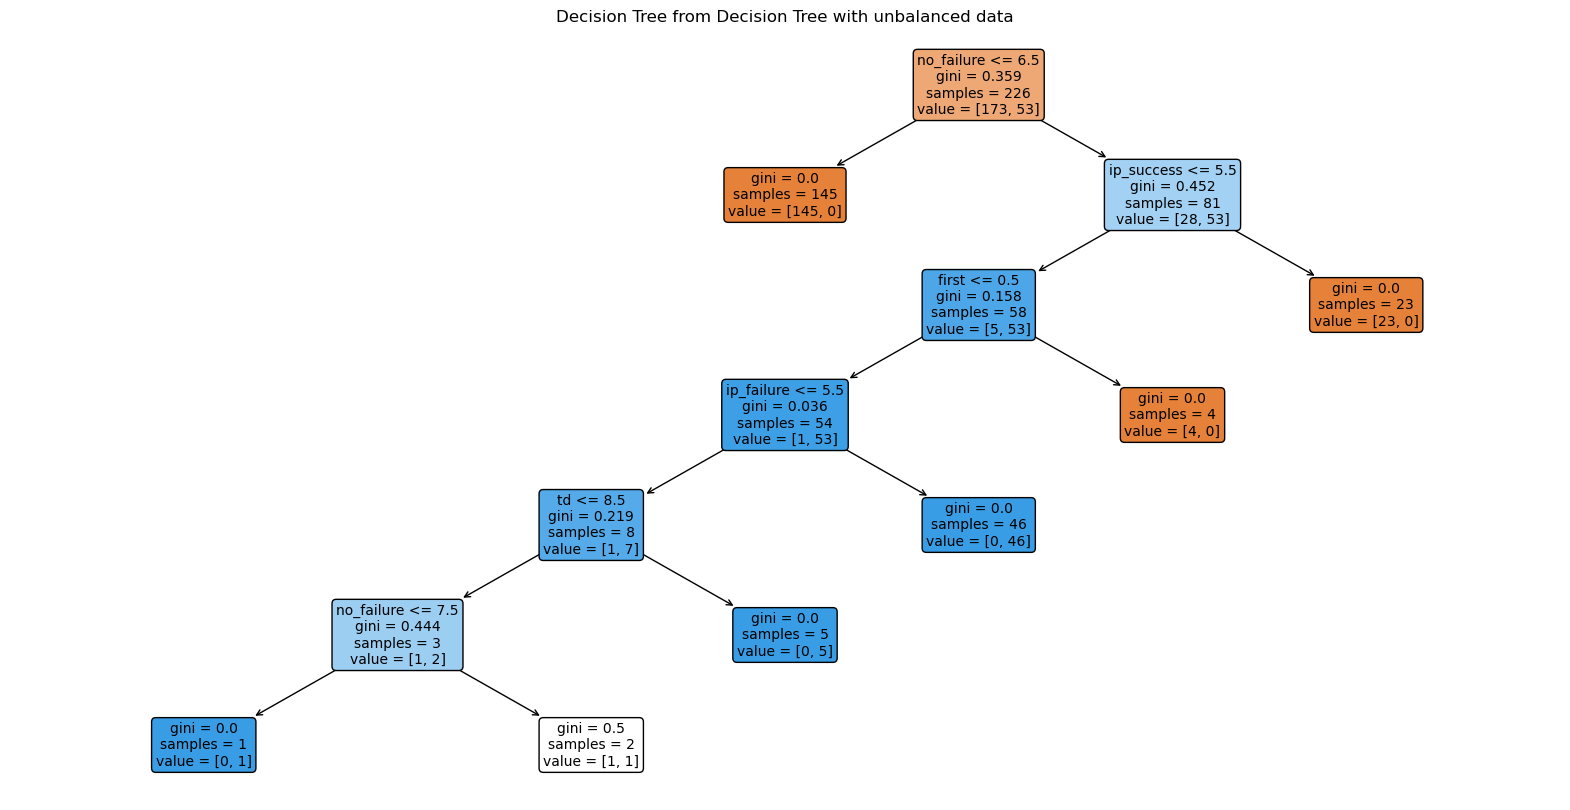 Decision Tree from Decision Tree with unbalanced data
no_failure <= 6.5
gini = 0.359
samples = 226
value = [173, 53]
gini = 0.0
samples = 145
value = [145, 0]
ip_success <= 5.5
gini = 0.452
samples = 81
value = [28, 53]
first <= 0.5
gini = 0.158
samples = 58
value = [5, 53]
gini = 0.0
samples = 23
value = [23, 0]
ip_failure <= 5.5
gini = 0.036
samples = 54
value = [1, 53]
gini = 0.0
samples = 4
value = [4, 0]
td <= 8.5
gini = 0.219
samples = 8
value = [1, 7]
gini = 0.0
samples = 46
value = [0, 46]
no_failure <= 7.5
gini = 0.444
samples = 3
value = [1, 2]
gini = 0.0
samples = 5
value = [0, 5]
gini = 0.0
samples = 1
value = [0, 1]
gini = 0.5
samples = 2
value = [1, 1]